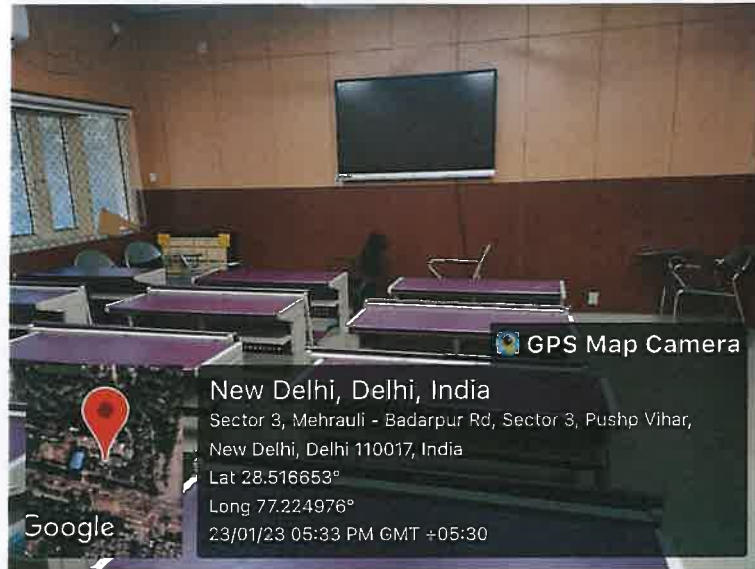 GPS Map Camera
New Delhi, Delhi, India
Sector 3, Mehrauli - Badarpur Rd, Sector 3, Pushp Vihar,
New Delhi, Delhi 110017, India
Lat 28.516653°
Long 77.224976°
23/01/23 05:33 PM GMT +05:30
Google